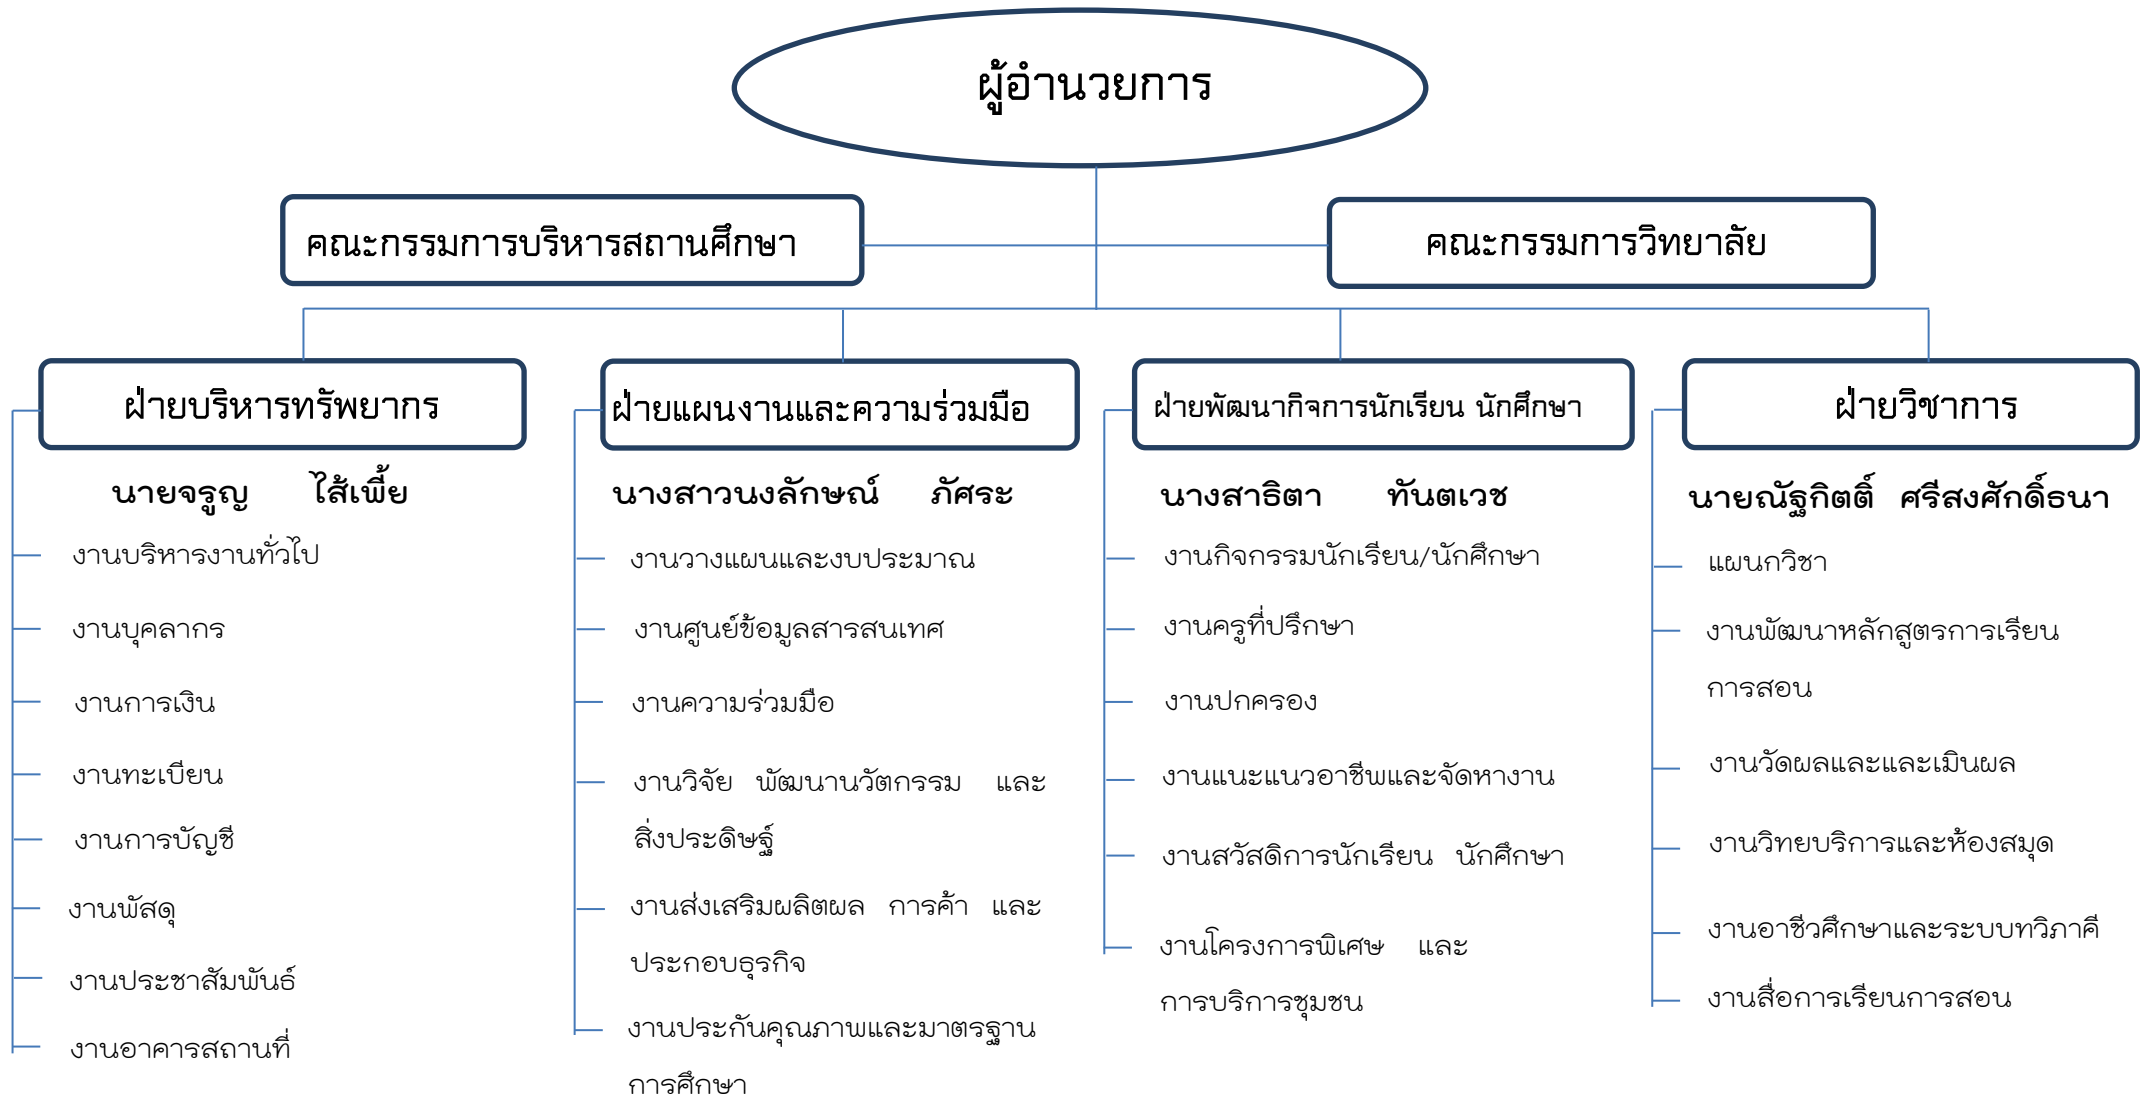 ผู้อำนวยการ
คณะกรรมการบริหารสถานศึกษา
คณะกรรมการวิทยาลัย
ฝ่ายบริหารทรัพยากร
นายจรูญ ไส้เพี้ย
งานบริหารงานทั่วไป
งานบุคลากร
งานการเงิน
งานทะเบียน
งานการบัญชี
งานพัสดุ
งานประชาสัมพันธ์
งานอาคารสถานที่
ฝ่ายแผนงานและความร่วมมือ
นางสาวนงลักษณ์ ภัศระ
งานวางแผนและงบประมาณ
งานศูนย์ข้อมูลสารสนเทศ
งานความร่วมมือ
งานวิจัย พัฒนานวัตกรรม และ
สิ่งประดิษฐ์
งานส่งเสริมผลิตผล การค้า และ
ประกอบธุรกิจ
งานประกันคุณภาพและมาตรฐาน
การศึกษา
ฝ่ายพัฒนากิจการนักเรียน นักศึกษา
นางสาธิตา ทันตเวช
งานกิจกรรมนักเรียน/นักศึกษา
งานครูที่ปรึกษา
งานปกครอง
งานแนะแนวอาชีพและจัดหางาน
งานสวัสดิการนักเรียน นักศึกษา
งานโครงการพิเศษ และ
การบริการชุมชน
ฝ่ายวิชาการ
นายณัฐกิตติ์ ศรีสงศักดิ์ธนา
แผนกวิชา
งานพัฒนาหลักสูตรการเรียน
การสอน
งานวัดผลและและเมินผล
งานวิทยบริการและห้องสมุด
งานอาชีวศึกษาและระบบทวิภาคี
งานสื่อการเรียนการสอน